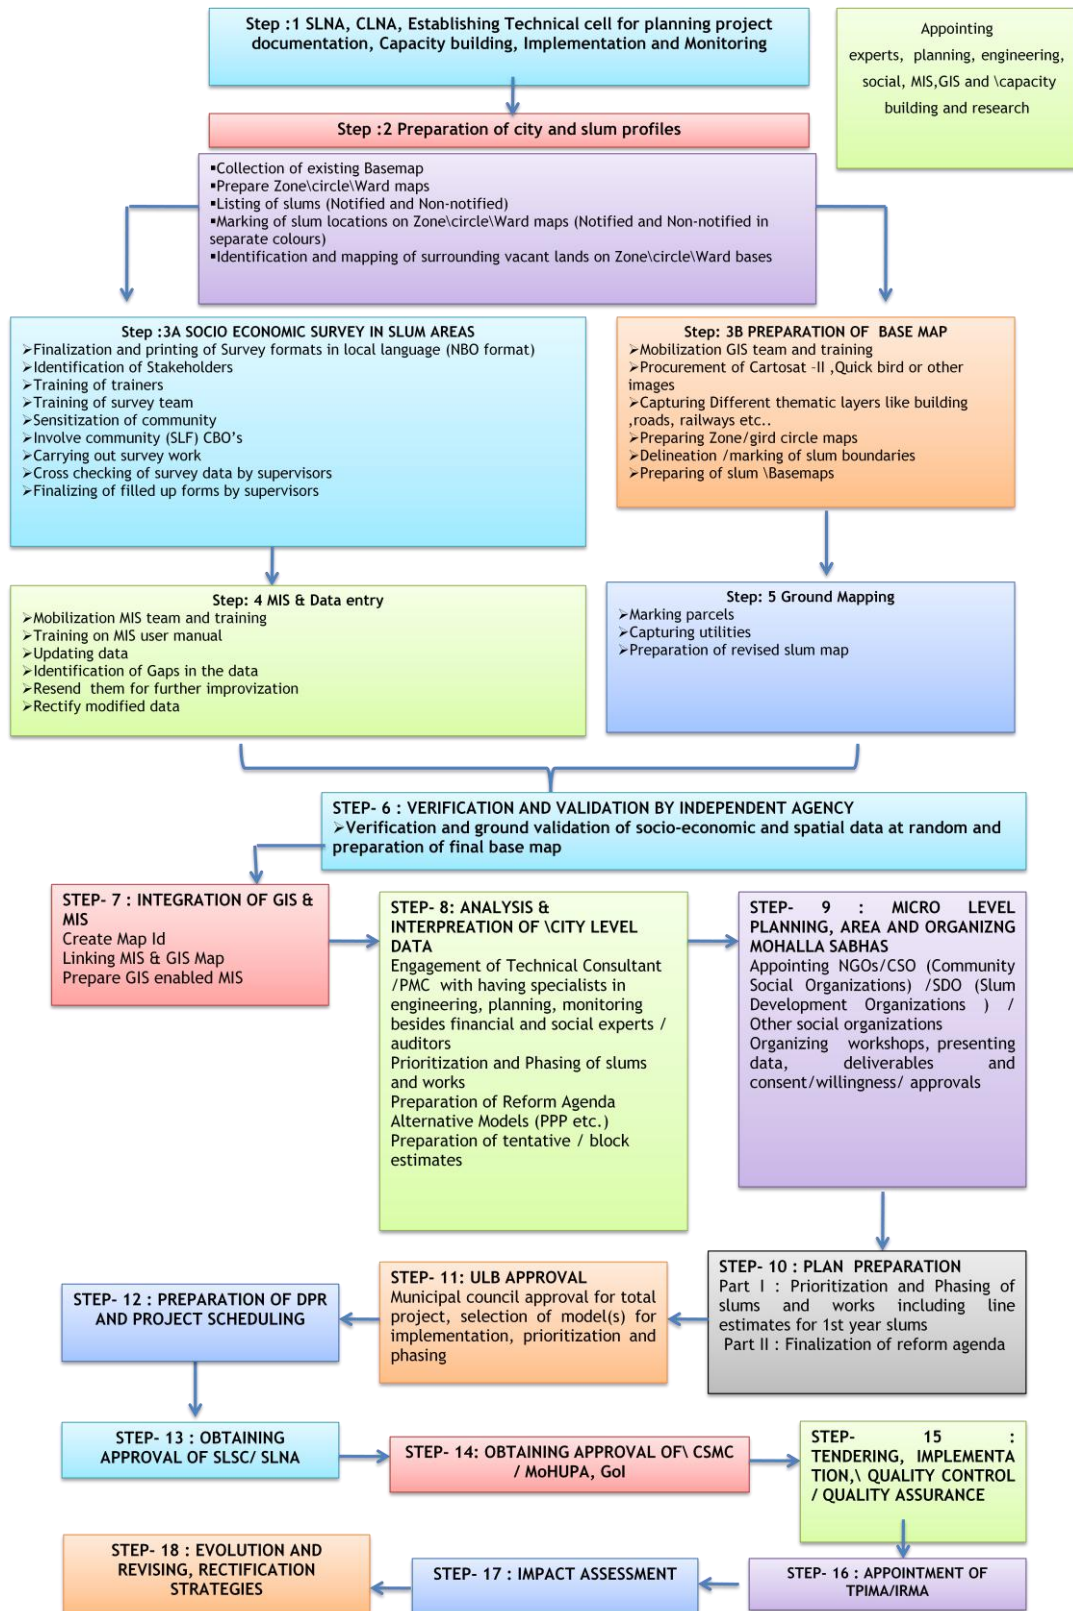 Step :1 SLNA, CLNA, Establishing Technical cell for planning project
documentation, Capacity building, Implementation and Monitoring
Appointing
experts, planning, engineering,
social, MIS,GIS and \capacity
building and research
Step :2 Preparation of city and slum profiles
▪Collection of existing Basemap
▪Prepare Zone\circle\Ward maps
▪Listing of slums (Notified and Non-notified)
▪Marking of slum locations on Zone\circle\Ward maps (Notified and Non-notified in
separate colours)
▪Identification and mapping of surrounding vacant lands on Zone\circle\Ward bases
Step :3A SOCIO ECONOMIC SURVEY IN SLUM AREAS
➢Finalization and printing of Survey formats in local language (NBO format)
➢Identification of Stakeholders
➢Training of trainers
➢Training of survey team
➢Sensitization of community
➢Involve community (SLF) CBO's
➢Carrying out survey work
➢Cross checking of survey data by supervisors
➢Finalizing of filled up forms by supervisors
Step: 3B PREPARATION OF BASE MAP
➢Mobilization GIS team and training
➢Procurement of Cartosat -II ,Quick bird or other
images
➢Capturing Different thematic layers like building
,roads, railways etc..
➢Preparing Zone/gird circle maps
➢Delineation /marking of slum boundaries
➢Preparing of slum \Basemaps
Step: 4 MIS & Data entry
➢Mobilization MIS team and training
➢Training on MIS user manual
➢Updating data
➢Identification of Gaps in the data
➢Resend them for further improvization
➢Rectify modified data
Step: 5 Ground Mapping
➢Marking parcels
➢Capturing utilities
➢Preparation of revised slum map
STEP- 6 : VERIFICATION AND VALIDATION BY INDEPENDENT AGENCY
➢Verification and ground validation of socio-economic and spatial data at random and
preparation of final base map
STEP- 7 : INTEGRATION OF GIS &
MIS
Create Map Id
Linking MIS & GIS Map
Prepare GIS enabled MIS
STEP- 8: ANALYSIS &
INTERPREATION OF \CITY LEVEL
DATA
Engagement of Technical Consultant
/PMC with having specialists in
engineering, planning, monitoring
besides financial and social experts /
auditors
Prioritization and Phasing of slums
and works
Preparation of Reform Agenda
Alternative Models (PPP etc.)
Preparation of tentative / block
estimates
STEP- 9 : MICRO LEVEL
PLANNING, AREA AND ORGANIZNG
MOHALLA SABHAS
Appointing NGOs/CSO (Community
Social Organizations) /SDO (Slum
Development Organizations ) /
Other social organizations
Organizing workshops, presenting
data, deliverables and
consent/willingness/ approvals
STEP- 10 : PLAN PREPARATION
Part I : Prioritization and Phasing of
slums and works including line
estimates for 1st year slums
Part II : Finalization of reform agenda
STEP- 11: ULB APPROVAL
Municipal council approval for total
project, selection of model(s) for
implementation, prioritization and
phasing
STEP- 12 : PREPARATION OF DPR
AND PROJECT SCHEDULING
STEP- 13 : OBTAINING
APPROVAL OF SLSC/ SLNA
STEP- 14: OBTAINING APPROVAL OF\ CSMC
/ MoHUPA, GoI
STEP- 15 :
TENDERING, IMPLEMENTA
TION,\ QUALITY CONTROL
/ QUALITY ASSURANCE
STEP- 16 : APPOINTMENT OF
TPIMA/IRMA
STEP- 17 : IMPACT ASSESSMENT
STEP- 18 : EVOLUTION AND
REVISING, RECTIFICATION
STRATEGIES